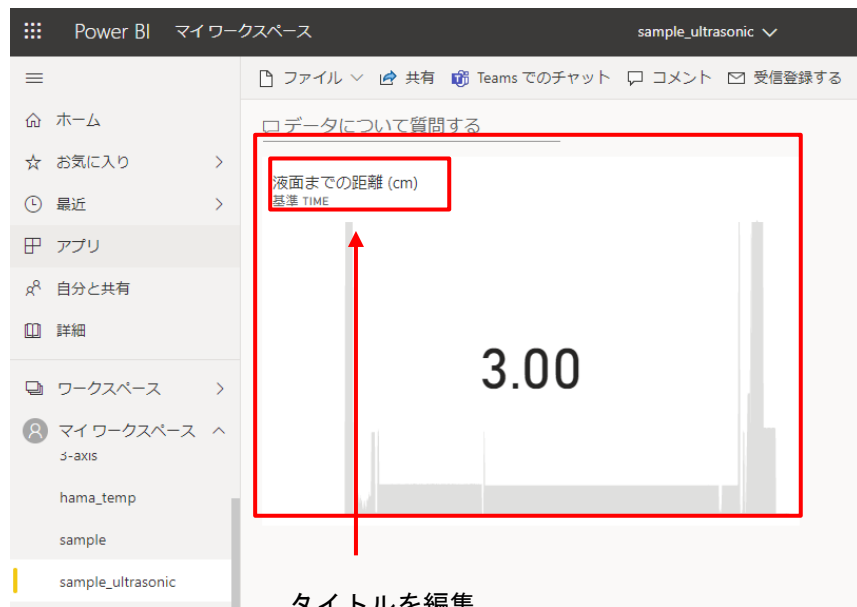 Power BI マイ ワークスペース sample_ultrasonic
ファイル 共有 Teams でのチャット コメント 受信登録する
ホーム
お気に入り
最近
アプリ
自分と共有
詳細
ワークスペース
マイ ワークスペース
3-axis
hama_temp
sample
sample_ultrasonic
データについて質問する
液面までの距離 (cm)
基準 TIME
3.00
タイトルを編集